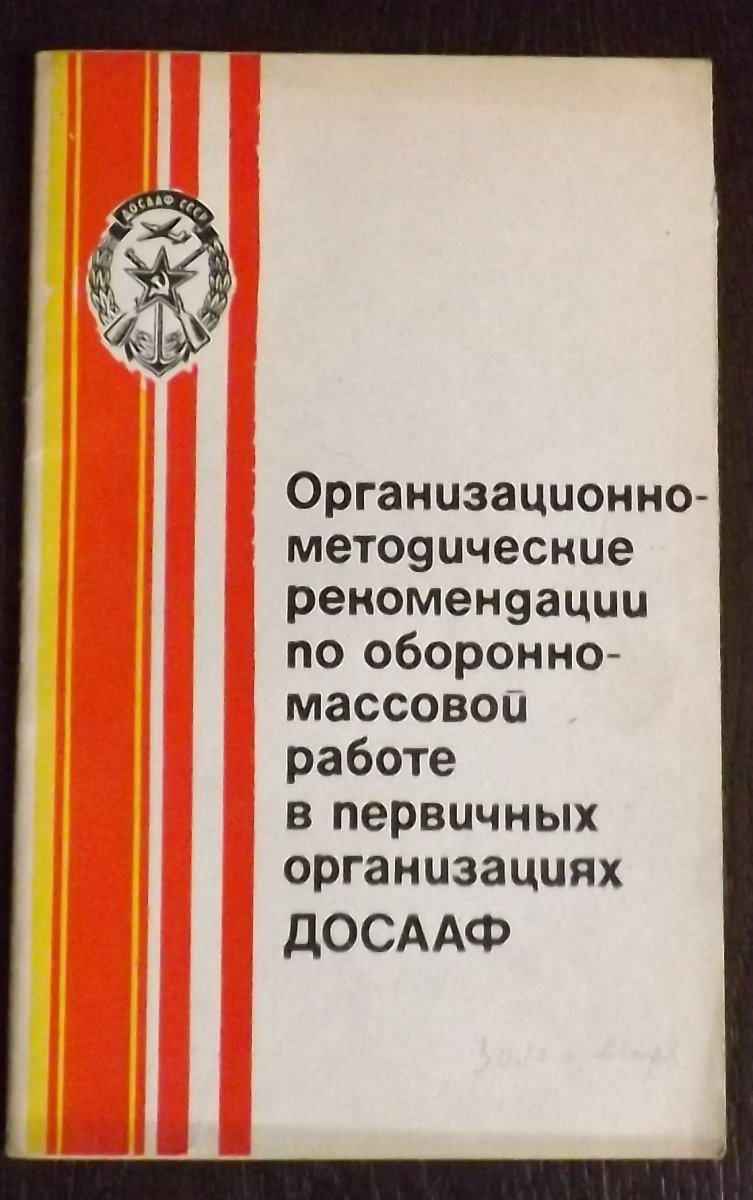 ДОСААФ СССР
Организационно-
методические
рекомендации
по оборонно-
массовой
работе
в первичных
организациях
ДОСААФ